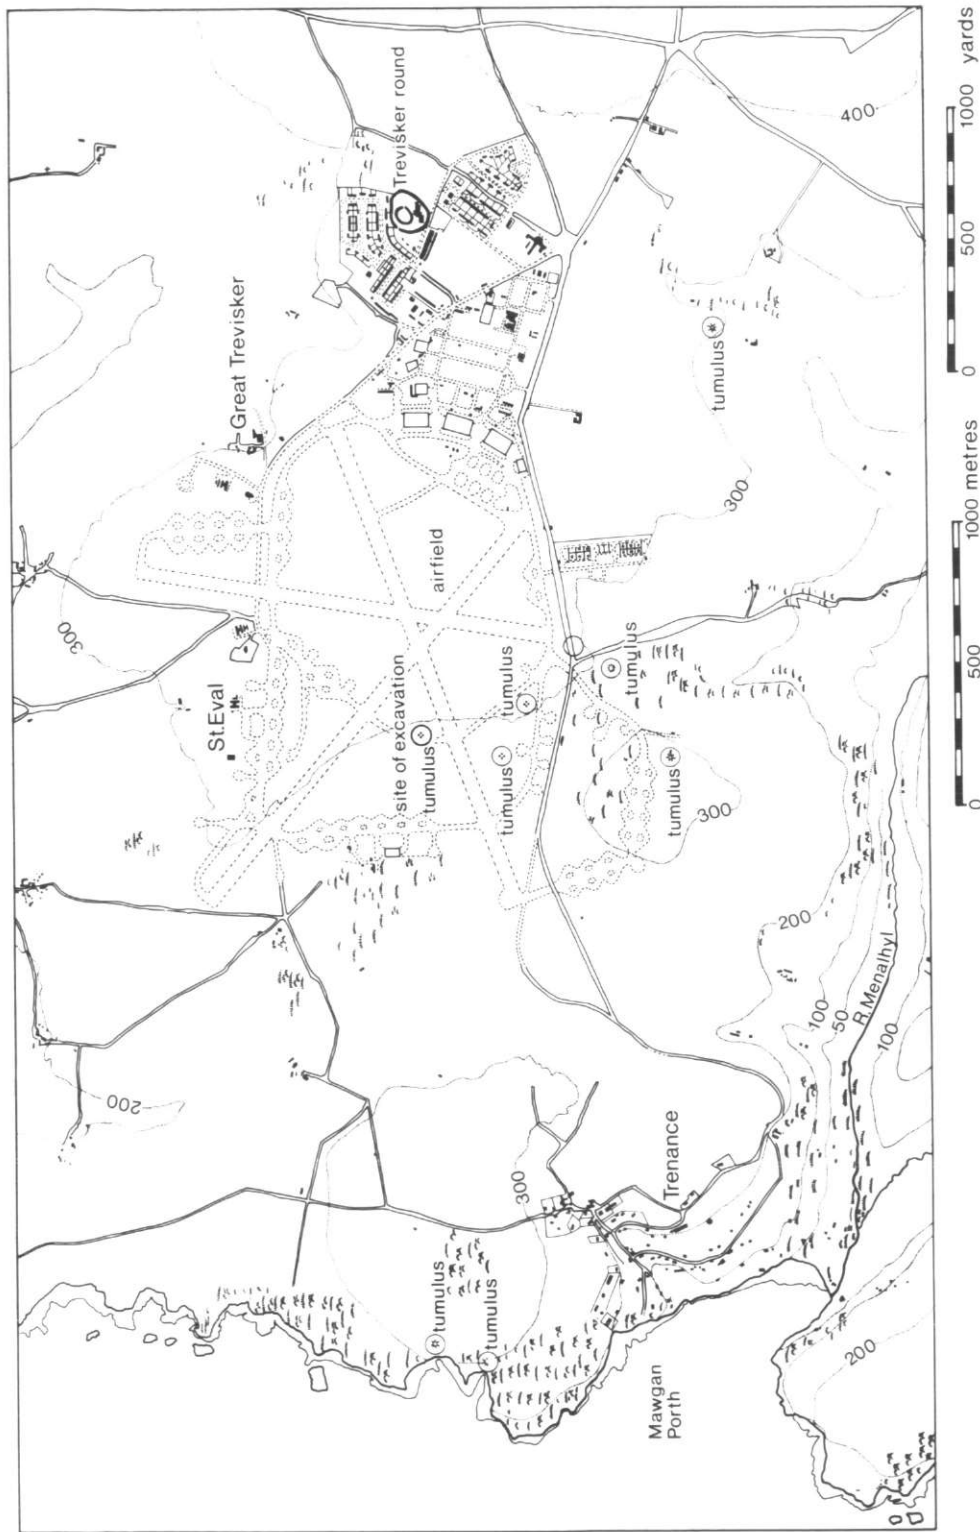 Great Trevisker
Trevisker round
St.Eval
airfield
site of excavation
tumulus
tumulus
tumulus
tumulus
tumulus
tumulus
tumulus
tumulus
Trenance
Mawgan
Porth
R.Menalhyl
300
200
300
200
50
100
100
200
300
300
400
0 500 1000 metres
0 500 1000 yards